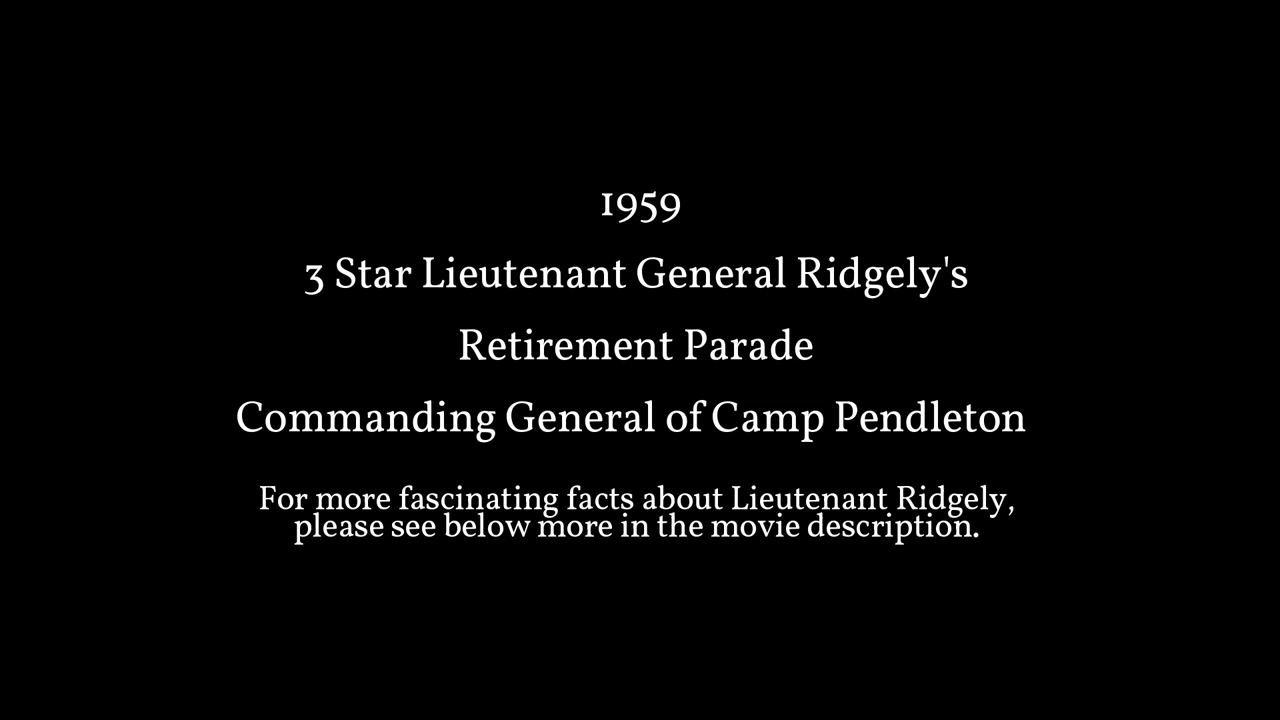 1959
3 Star Lieutenant General Ridgely's
Retirement Parade
Commanding General of Camp Pendleton
For more fascinating facts about Lieutenant Ridgely,
please see below more in the movie description.